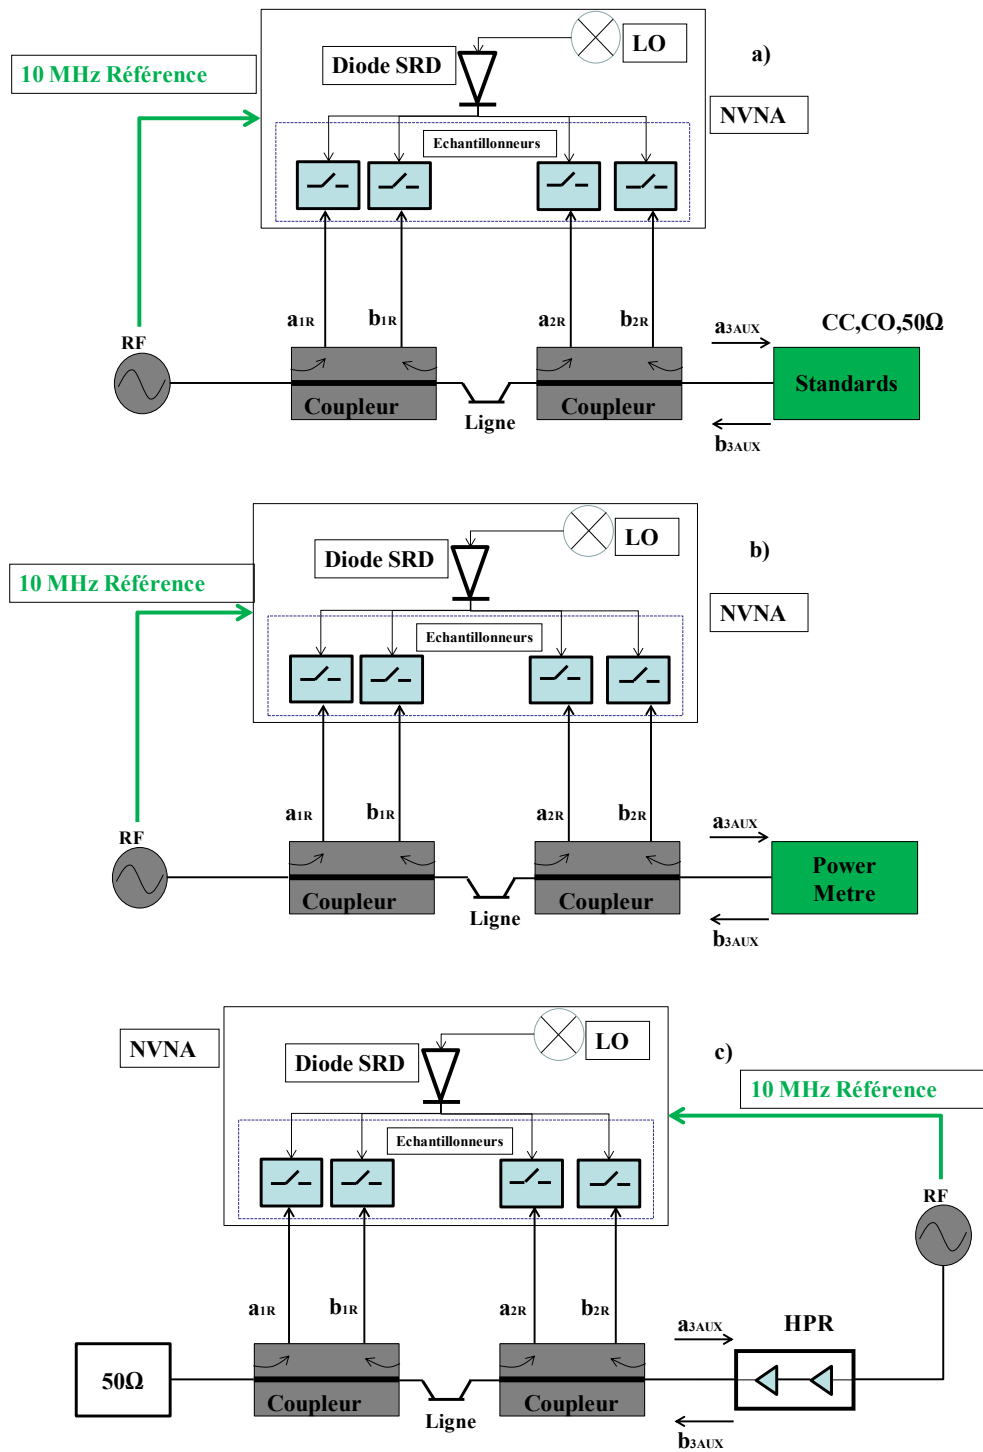 LO
Diode SRD
a)
10 MHz Référence
NVNA
Echantillonneurs
a1R
b1R
a2R
b2R
a3AUX
CC,CO,50Ω
RF
Coupleur
Ligne
Coupleur
Standards
b3AUX
LO
Diode SRD
b)
10 MHz Référence
NVNA
Echantillonneurs
a1R
b1R
a2R
b2R
a3AUX
RF
Coupleur
Ligne
Coupleur
Power
Metre
b3AUX
NVNA
LO
Diode SRD
c)
10 MHz Référence
Echantillonneurs
RF
a1R
b1R
a2R
b2R
a3AUX
HPR
50Ω
Coupleur
Ligne
Coupleur
b3AUX